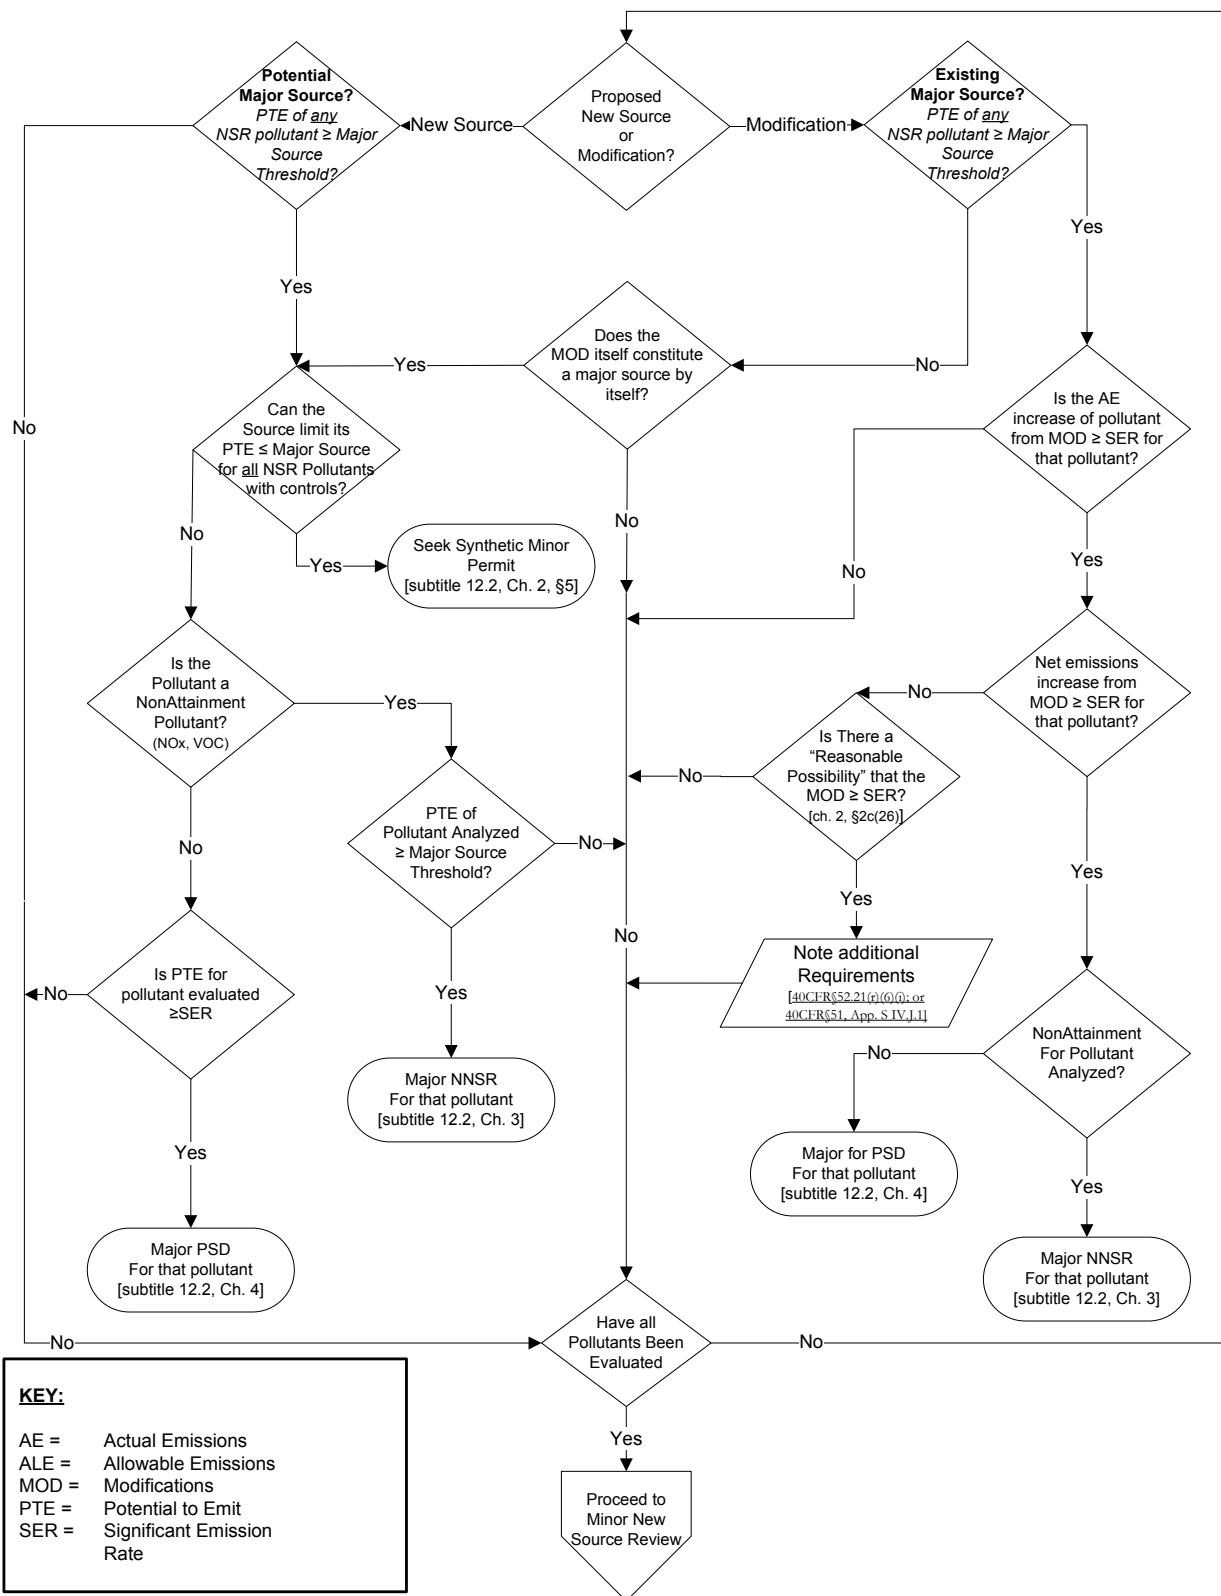 Potential
Major Source?
PTE of any
NSR pollutant ≥ Major
Source
Threshold?
New Source
Proposed
New Source
or
Modification?
Modification
Existing
Major Source?
PTE of any
NSR pollutant ≥ Major
Source
Threshold?
Yes
Yes
Does the
MOD itself constitute
a major source by
itself?
Yes
No
No
Can the
Source limit its
PTE ≤ Major Source
for all NSR Pollutants
with controls?
Is the AE
increase of pollutant
from MOD ≥ SER for
that pollutant?
No
No
Yes
Seek Synthetic Minor
Permit
[subtitle 12.2, Ch. 2, §5]
No
Yes
Is the
Pollutant a
NonAttainment
Pollutant?
(NOx, VOC)
Yes
No
Net emissions
increase from
MOD ≥ SER for
that pollutant?
Is There a
“Reasonable
Possibility” that the
MOD ≥ SER?
[ch. 2, §2c(26)]
No
PTE of
Pollutant Analyzed
≥ Major Source
Threshold?
No
No
Yes
Yes
No
Note additional
Requirements
[40CFR§52.21(r)(6)(i); or
40CFR§51, App. S IV.J.1]
Is PTE for
pollutant evaluated
≥SER
No
Yes
NonAttainment
For Pollutant
Analyzed?
No
Major NNSR
For that pollutant
[subtitle 12.2, Ch. 3]
Yes
Major for PSD
For that pollutant
[subtitle 12.2, Ch. 4]
Yes
Major PSD
For that pollutant
[subtitle 12.2, Ch. 4]
Major NNSR
For that pollutant
[subtitle 12.2, Ch. 3]
No
Have all
Pollutants Been
Evaluated
No
Yes
Proceed to
Minor New
Source Review
KEY:
AE = Actual Emissions
ALE = Allowable Emissions
MOD = Modifications
PTE = Potential to Emit
SER = Significant Emission
Rate